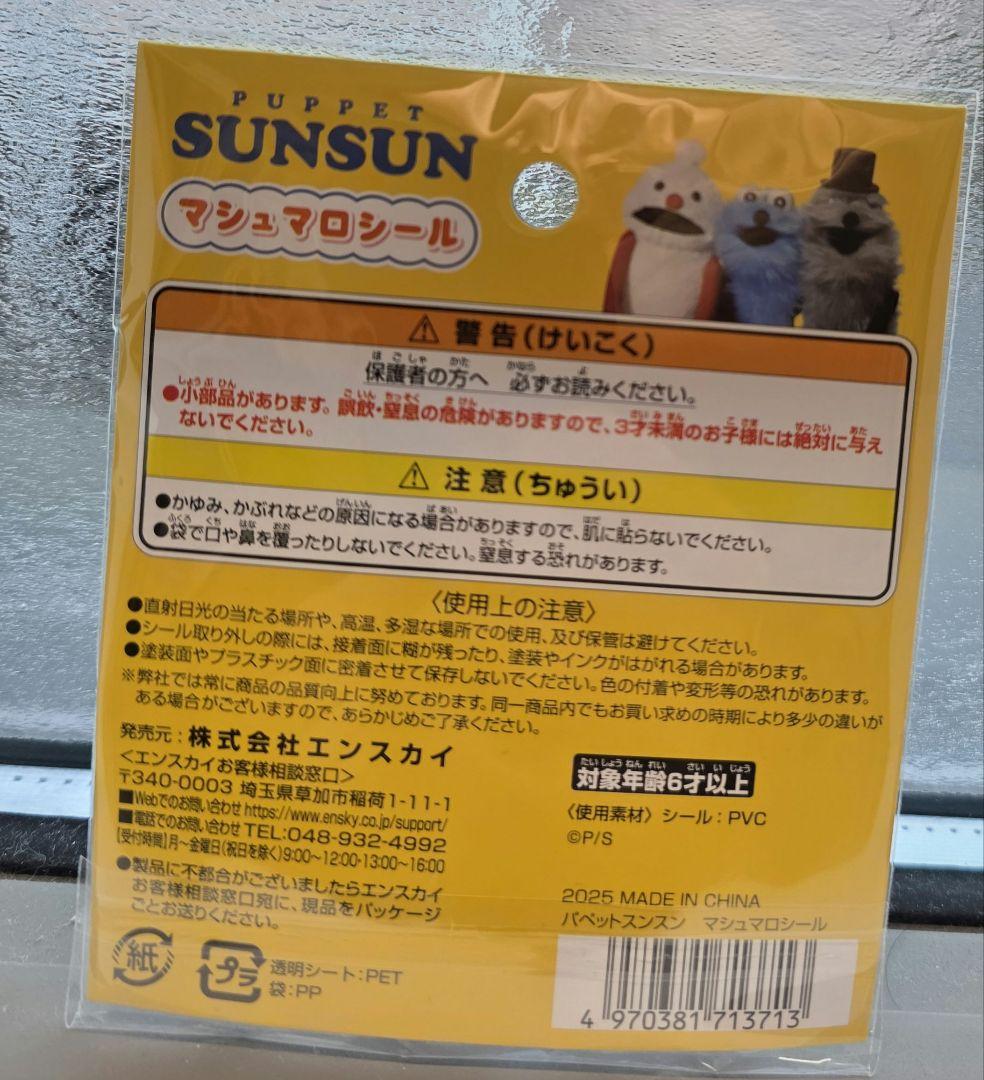 PUPPET
SUNSUN
マシュマロシール
⚠ 警告(けいこく)
保護者の方へ 必ずお読みください。
●小部品があります。誤飲・窒息の危険がありますので、3才未満のお子様には絶対に与え
ないでください。
⚠ 注意(ちゅうい)
●かゆみ、かぶれなどの原因になる場合がありますので、肌に貼らないでください。
●袋で口や鼻を覆ったりしないでください。窒息する恐れがあります。
〈使用上の注意〉
●直射日光の当たる場所や、高温、多湿な場所での使用、及び保管は避けてください。
●シール取り外しの際には、接着面に糊が残ったり、塗装やインクがはがれる場合があります。
●塗装面やプラスチック面に密着させて保存しないでください。色の付着や変形等の恐れがあります。
※弊社では常に商品の品質向上に努めております。同一商品内でもお買い求めの時期により多少の違いが
ある場合がございますので、あらかじめご了承ください。
発売元:株式会社エンスカイ
<エンスカイお客様相談窓口>
〒340-0003 埼玉県草加市稲荷1-11-1
■Webでのお問い合わせ https://www.ensky.co.jp/support/
■電話でのお問い合わせ TEL:048-932-4992
【受付時間】月〜金曜日(祝日を除く)9:00〜12:00・13:00〜16:00
●製品に不都合がございましたらエンスカイ
お客様相談窓口宛に、現品をパッケージ
ごとお送りください。
紙
プラ
透明シート:PET
袋:PP
対象年齢6才以上
〈使用素材〉シール:PVC
©P/S
2025 MADE IN CHINA
パペットスンスン マシュマロシール
4 970381 713713